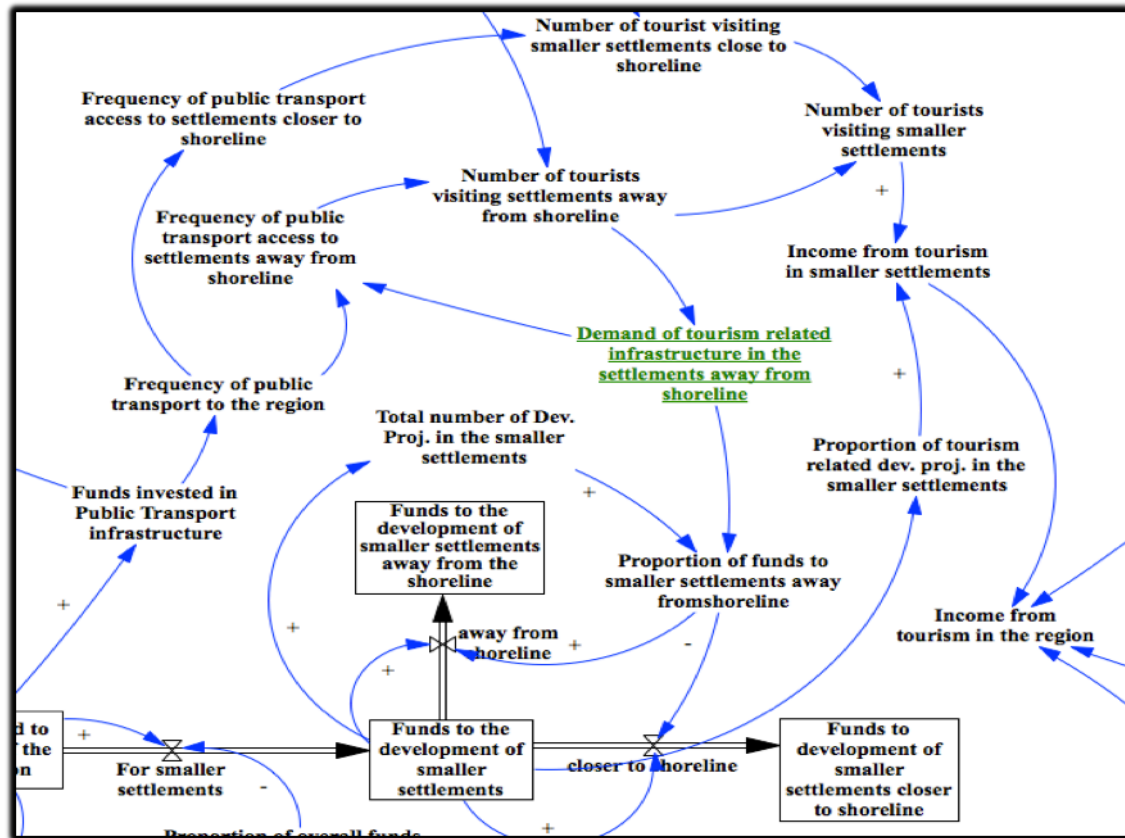 Number of tourist visiting
smaller settlements close to
shoreline
Frequency of public transport
access to settlements closer to
shoreline
Number of tourists
visiting smaller
settlements
Number of tourists
visiting settlements away
from shoreline
Frequency of public
transport access to
settlements away from
shoreline
+
Income from tourism
in smaller settlements
Demand of tourism related
infrastructure in the
settlements away from
shoreline
+
Frequency of public
transport to the region
Total number of Dev.
Proj. in the smaller
settlements
Proportion of tourism
related dev. proj. in the
smaller settlements
Funds invested in
Public Transport
infrastructure
+
Funds to the
development of
smaller settlements
away from the
shoreline
Proportion of funds to
smaller settlements away
fromshoreline
+
Income from
tourism in the region
+
away from
shoreline
+
-
+
d to
f the
on
+
For smaller
settlements
-
Funds to the
development of
smaller
settlements
closer to shoreline
Funds to
development of
smaller
settlements closer
to shoreline
+
Proportion of overall funds